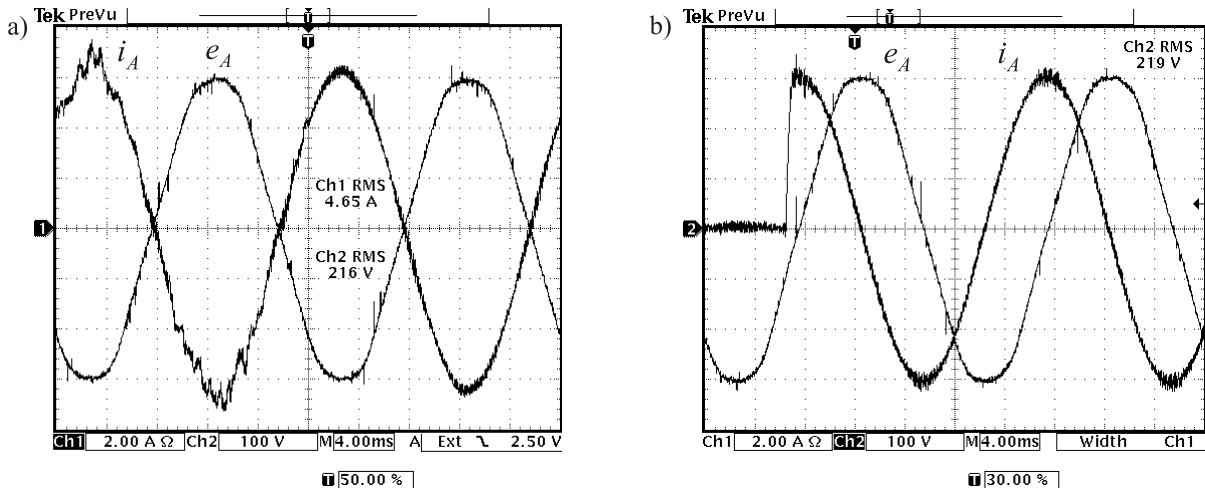 a)
Tek PreVu
T
T
i_A
e_A
1
Ch1 RMS
4.65 A
Ch2 RMS
216 V
Ch1 2.00 A Ω Ch2 100 V M 4.00ms A Ext 2.50 V
T 50.00 %
b)
Tek PreVu
T
T
e_A
i_A
Ch2 RMS
219 V
2
Ch1 2.00 A Ω Ch2 100 V M 4.00ms Width Ch1
T 30.00 %